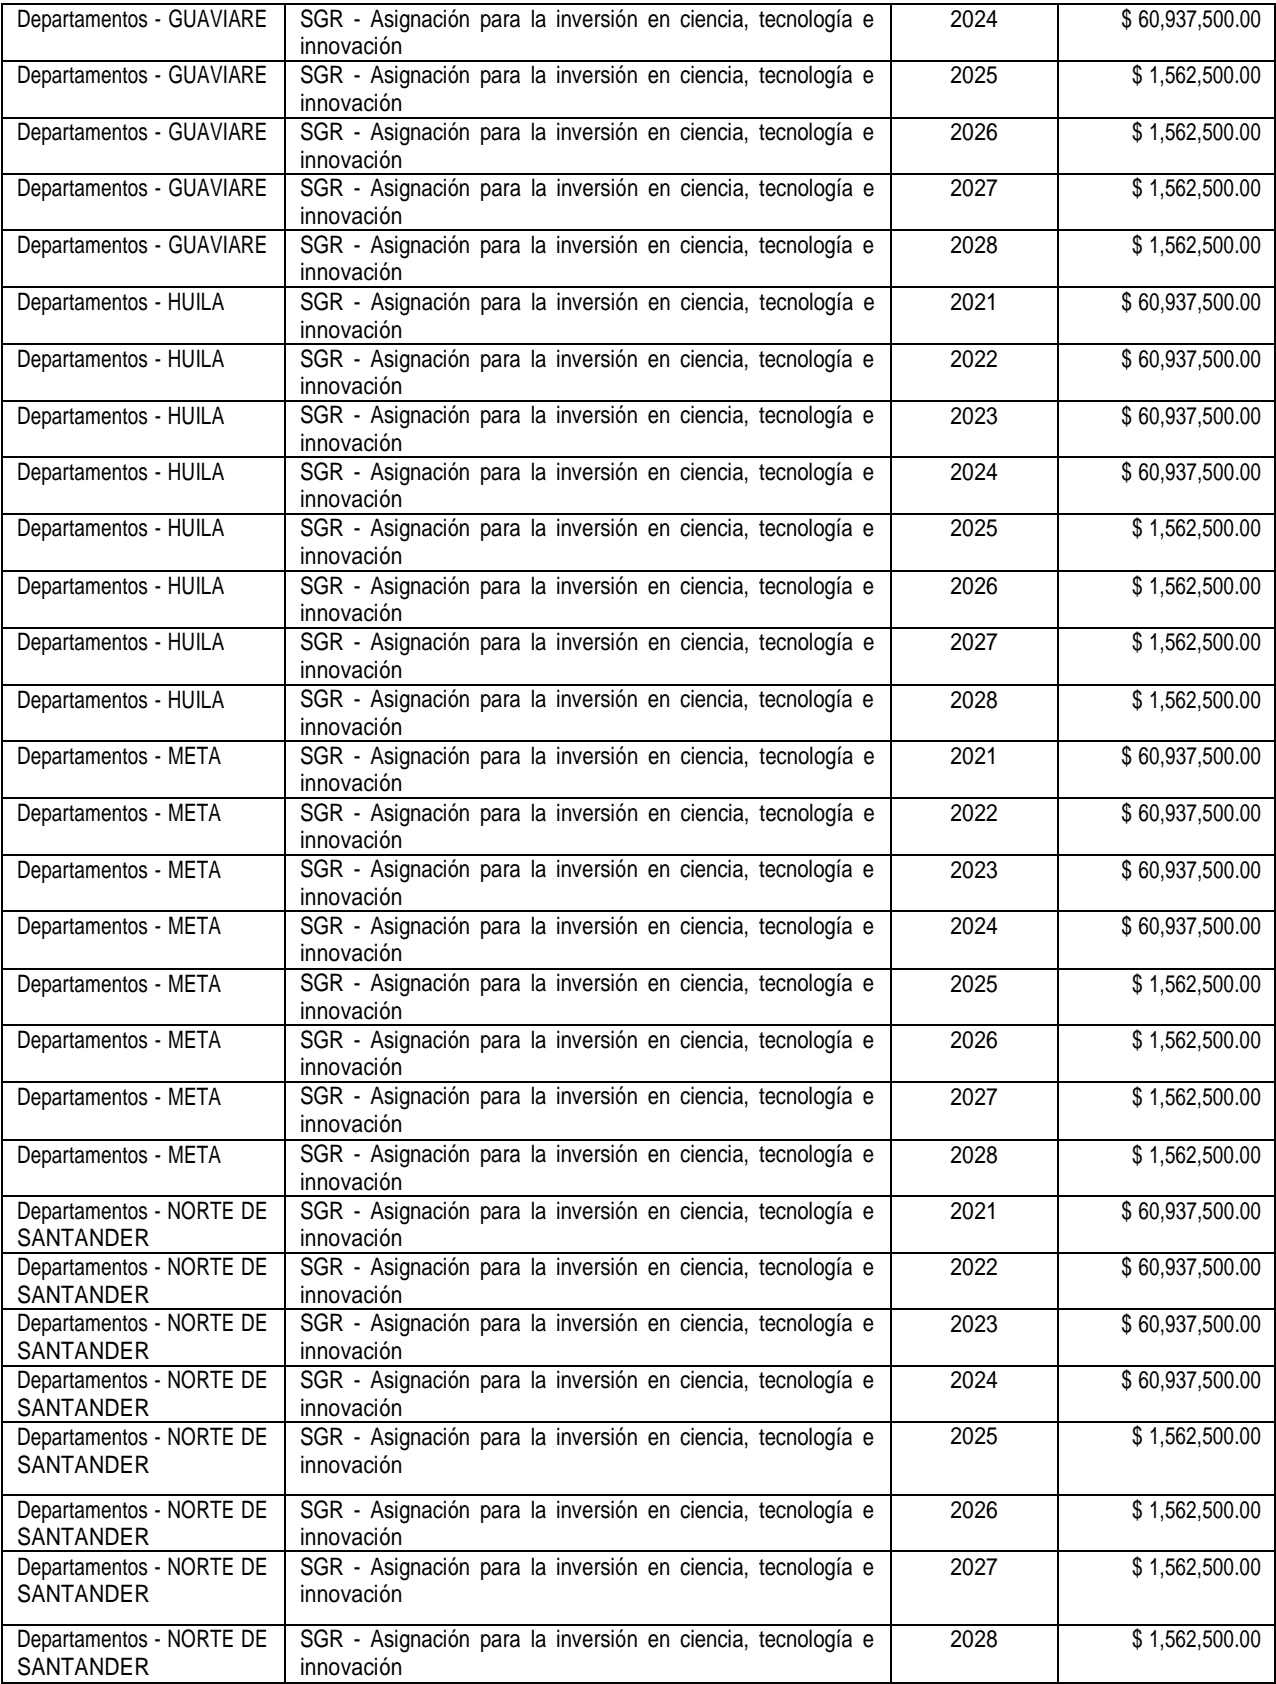 Departamentos - GUAVIARE SGR - Asignación para la inversión en ciencia, tecnología e 2024 $ 60,937,500.00
innovación
Departamentos - GUAVIARE SGR - Asignación para la inversión en ciencia, tecnología e 2025 $ 1,562,500.00
innovación
Departamentos - GUAVIARE SGR - Asignación para la inversión en ciencia, tecnología e 2026 $ 1,562,500.00
innovación
Departamentos - GUAVIARE SGR - Asignación para la inversión en ciencia, tecnología e 2027 $ 1,562,500.00
innovación
Departamentos - GUAVIARE SGR - Asignación para la inversión en ciencia, tecnología e 2028 $ 1,562,500.00
innovación
Departamentos - HUILA SGR - Asignación para la inversión en ciencia, tecnología e 2021 $ 60,937,500.00
innovación
Departamentos - HUILA SGR - Asignación para la inversión en ciencia, tecnología e 2022 $ 60,937,500.00
innovación
Departamentos - HUILA SGR - Asignación para la inversión en ciencia, tecnología e 2023 $ 60,937,500.00
innovación
Departamentos - HUILA SGR - Asignación para la inversión en ciencia, tecnología e 2024 $ 60,937,500.00
innovación
Departamentos - HUILA SGR - Asignación para la inversión en ciencia, tecnología e 2025 $ 1,562,500.00
innovación
Departamentos - HUILA SGR - Asignación para la inversión en ciencia, tecnología e 2026 $ 1,562,500.00
innovación
Departamentos - HUILA SGR - Asignación para la inversión en ciencia, tecnología e 2027 $ 1,562,500.00
innovación
Departamentos - HUILA SGR - Asignación para la inversión en ciencia, tecnología e 2028 $ 1,562,500.00
innovación
Departamentos - META SGR - Asignación para la inversión en ciencia, tecnología e 2021 $ 60,937,500.00
innovación
Departamentos - META SGR - Asignación para la inversión en ciencia, tecnología e 2022 $ 60,937,500.00
innovación
Departamentos - META SGR - Asignación para la inversión en ciencia, tecnología e 2023 $ 60,937,500.00
innovación
Departamentos - META SGR - Asignación para la inversión en ciencia, tecnología e 2024 $ 60,937,500.00
innovación
Departamentos - META SGR - Asignación para la inversión en ciencia, tecnología e 2025 $ 1,562,500.00
innovación
Departamentos - META SGR - Asignación para la inversión en ciencia, tecnología e 2026 $ 1,562,500.00
innovación
Departamentos - META SGR - Asignación para la inversión en ciencia, tecnología e 2027 $ 1,562,500.00
innovación
Departamentos - META SGR - Asignación para la inversión en ciencia, tecnología e 2028 $ 1,562,500.00
innovación
Departamentos - NORTE DE SGR - Asignación para la inversión en ciencia, tecnología e 2021 $ 60,937,500.00
SANTANDER innovación
Departamentos - NORTE DE SGR - Asignación para la inversión en ciencia, tecnología e 2022 $ 60,937,500.00
SANTANDER innovación
Departamentos - NORTE DE SGR - Asignación para la inversión en ciencia, tecnología e 2023 $ 60,937,500.00
SANTANDER innovación
Departamentos - NORTE DE SGR - Asignación para la inversión en ciencia, tecnología e 2024 $ 60,937,500.00
SANTANDER innovación
Departamentos - NORTE DE SGR - Asignación para la inversión en ciencia, tecnología e 2025 $ 1,562,500.00
SANTANDER innovación
Departamentos - NORTE DE SGR - Asignación para la inversión en ciencia, tecnología e 2026 $ 1,562,500.00
SANTANDER innovación
Departamentos - NORTE DE SGR - Asignación para la inversión en ciencia, tecnología e 2027 $ 1,562,500.00
SANTANDER innovación
Departamentos - NORTE DE SGR - Asignación para la inversión en ciencia, tecnología e 2028 $ 1,562,500.00
SANTANDER innovación